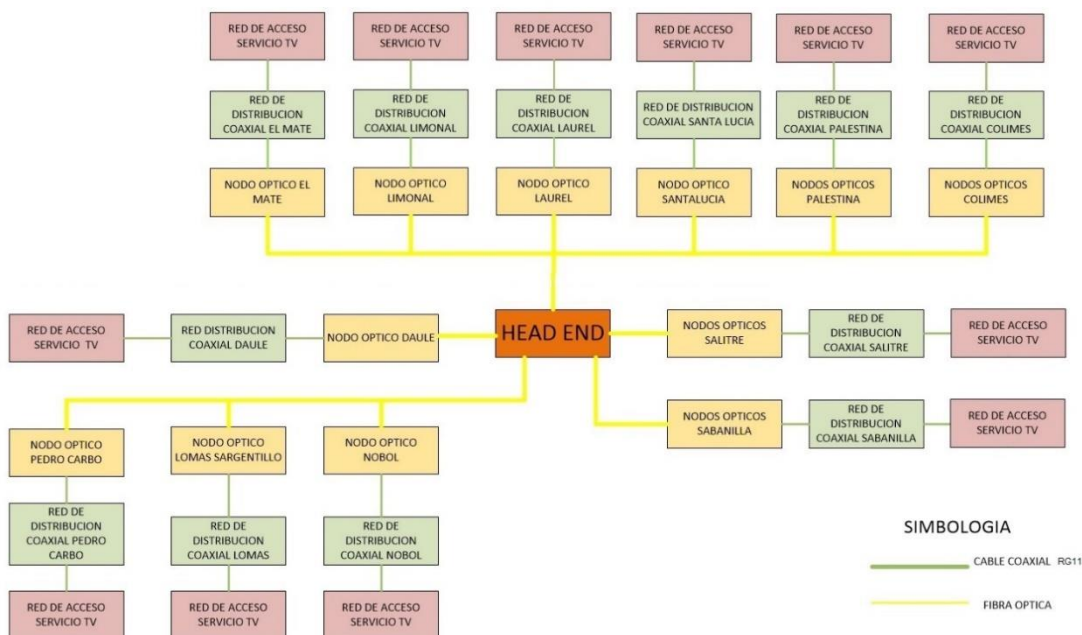 RED DE ACCESO
SERVICIO TV
RED DE ACCESO
SERVICIO TV
RED DE ACCESO
SERVICIO TV
RED DE ACCESO
SERVICIO TV
RED DE ACCESO
SERVICIO TV
RED DE ACCESO
SERVICIO TV
RED DE
DISTRIBUCION
COAXIAL EL MATE
RED DE
DISTRIBUCION
COAXIAL LIMONAL
RED DE
DISTRIBUCION
COAXIAL LAUREL
RED DE DISTRIBUCION
COAXIAL SANTA LUCIA
RED DE
DISTRIBUCION
COAXIAL PALESTINA
RED DE
DISTRIBUCION
COAXIAL COLIMES
NODO OPTICO EL
MATE
NODO OPTICO
LIMONAL
NODO OPTICO
LAUREL
NODO OPTICO
SANTALUCIA
NODOS OPTICOS
PALESTINA
NODOS OPTICOS
COLIMES
RED DE ACCESO
SERVICIO TV
RED DISTRIBUCION
COAXIAL DAULE
NODO OPTICO DAULE
HEAD END
NODOS OPTICOS
SALITRE
RED DE
DISTRIBUCION
COAXIAL SALITRE
RED DE ACCESO
SERVICIO TV
NODOS OPTICOS
SABANILLA
RED DE
DISTRIBUCION
COAXIAL SABANILLA
RED DE ACCESO
SERVICIO TV
NODO OPTICO
PEDRO CARBO
NODO OPTICO
LOMAS SARGENTILLO
NODO OPTICO
NOBOL
RED DE
DISTRIBUCION
COAXIAL PEDRO
CARBO
RED DE
DISTRIBUCION
COAXIAL LOMAS
RED DE
DISTRIBUCION
COAXIAL NOBOL
RED DE ACCESO
SERVICIO TV
RED DE ACCESO
SERVICIO TV
RED DE ACCESO
SERVICIO TV
SIMBOLOGIA
CABLE COAXIAL RG11
FIBRA OPTICA